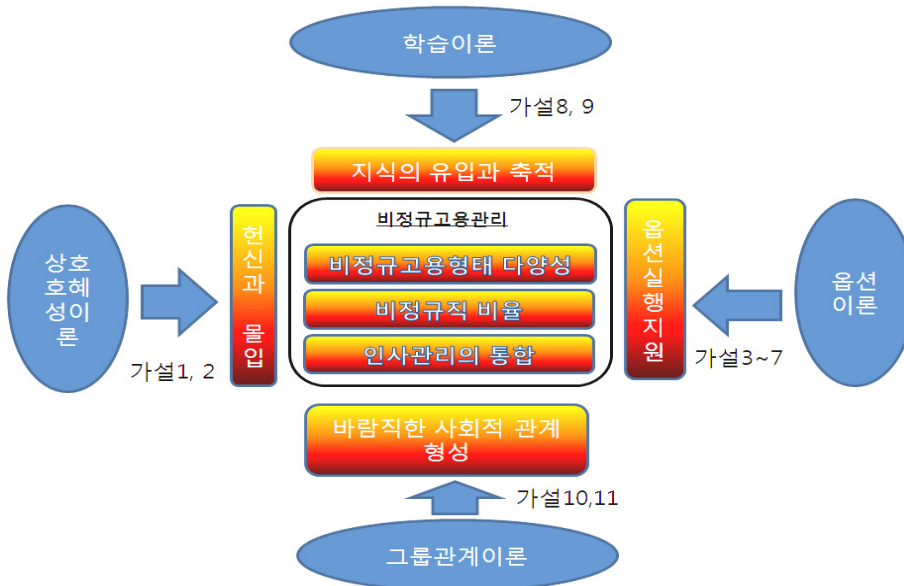 학습이론
가설8, 9
지식의 유입과 축적
비정규고용관리
비정규고용형태 다양성
비정규직 비율
인사관리의 통합
상호
호혜
성이
론
가설1, 2
헌
신
과
몰
입
옵
션
실
행
지
원
옵션
이론
가설3~7
바람직한 사회적 관계
형성
가설10,11
그룹관계이론